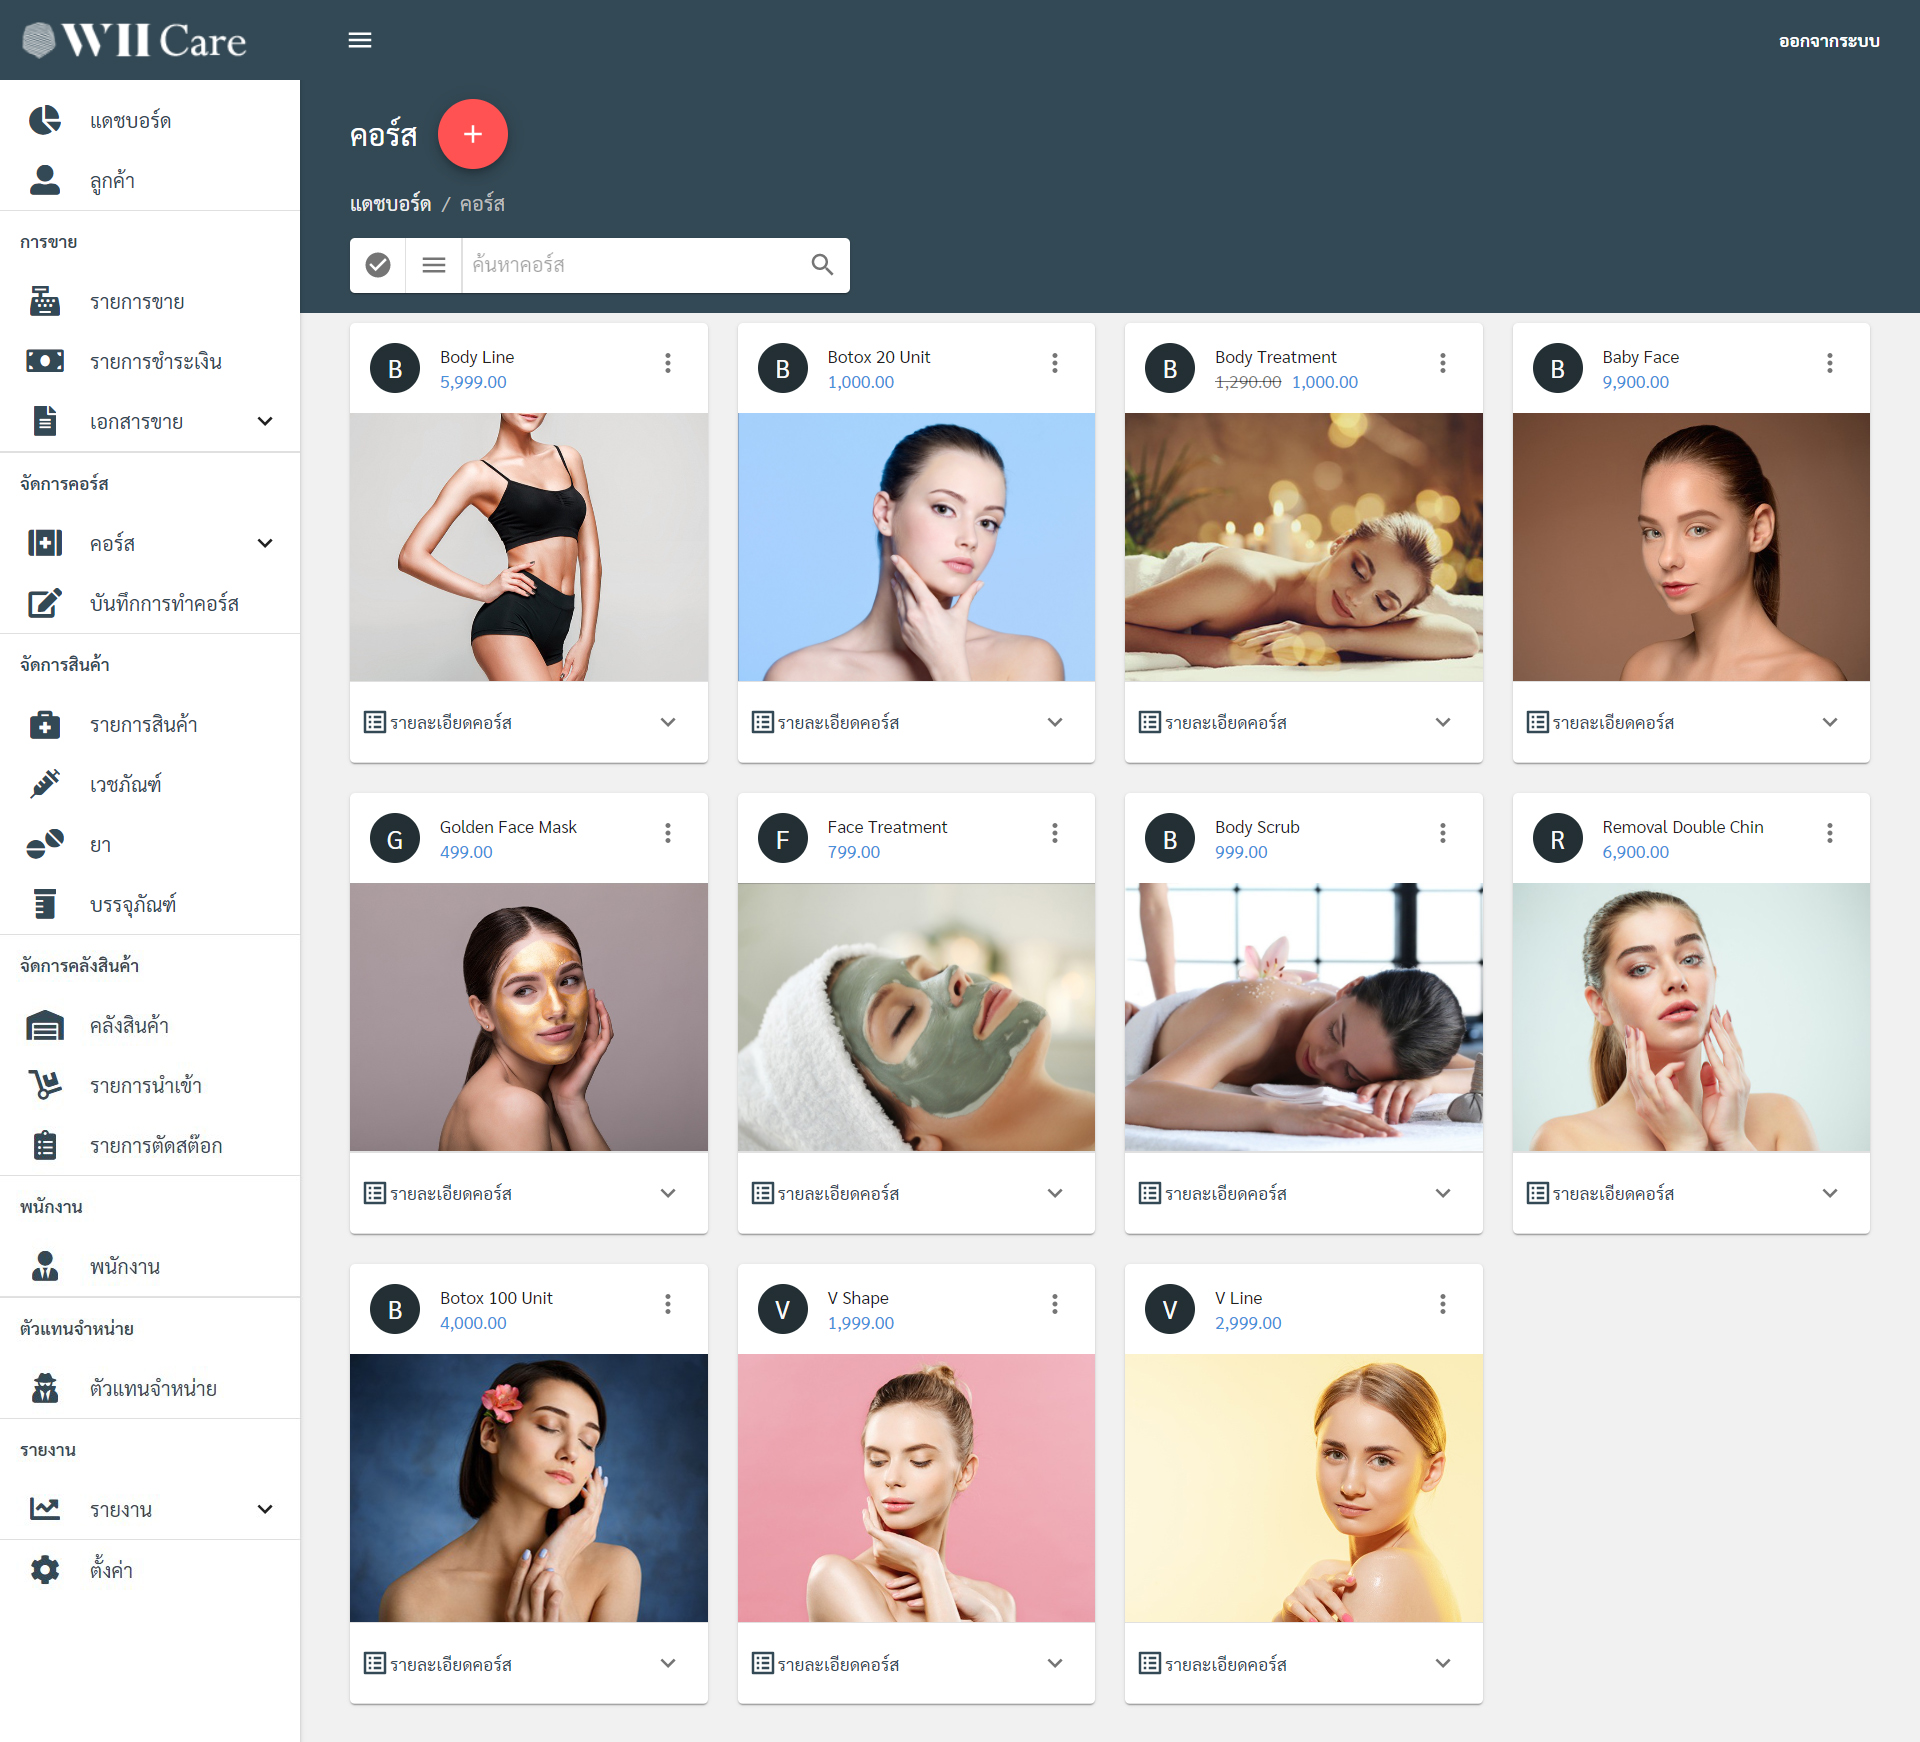 WII Care
ออกจากระบบ
แดชบอร์ด
ลูกค้า
การขาย
รายการขาย
รายการชำระเงิน
เอกสารขาย
จัดการคอร์ส
คอร์ส
บันทึกการทำคอร์ส
จัดการสินค้า
รายการสินค้า
เวชภัณฑ์
ยา
บรรจุภัณฑ์
จัดการคลังสินค้า
คลังสินค้า
รายการนำเข้า
รายการตัดสต๊อก
พนักงาน
พนักงาน
ตัวแทนจำหน่าย
ตัวแทนจำหน่าย
รายงาน
รายงาน
ตั้งค่า
คอร์ส
แดชบอร์ด / คอร์ส
ค้นหาคอร์ส
B
Body Line
5,999.00
รายละเอียดคอร์ส
B
Botox 20 Unit
1,000.00
รายละเอียดคอร์ส
B
Body Treatment
1,290.00 1,000.00
รายละเอียดคอร์ส
B
Baby Face
9,900.00
รายละเอียดคอร์ส
G
Golden Face Mask
499.00
รายละเอียดคอร์ส
F
Face Treatment
799.00
รายละเอียดคอร์ส
B
Body Scrub
999.00
รายละเอียดคอร์ส
R
Removal Double Chin
6,900.00
รายละเอียดคอร์ส
B
Botox 100 Unit
4,000.00
รายละเอียดคอร์ส
V
V Shape
1,999.00
รายละเอียดคอร์ส
V
V Line
2,999.00
รายละเอียดคอร์ส